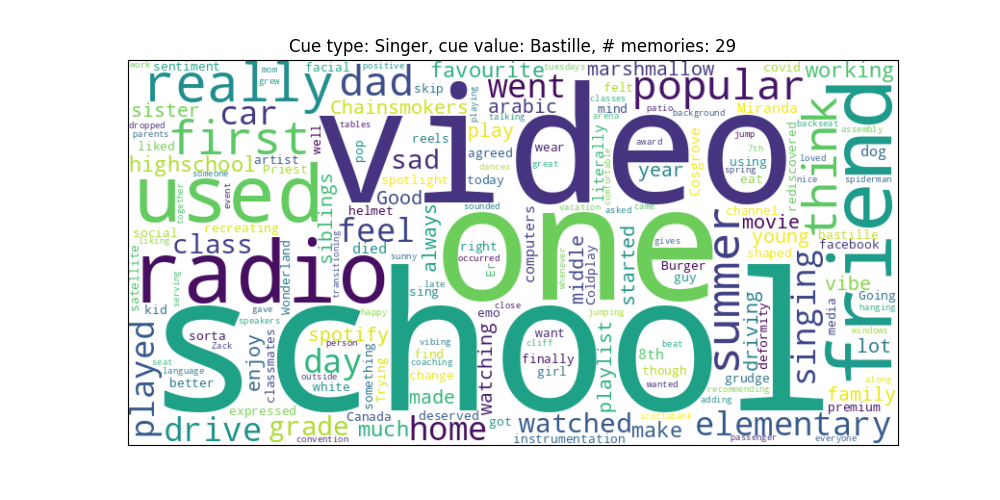 Cue type: Singer, cue value: Bastille, # memories: 29
work sentiment mom grew facial positive favourite tuesdays marshmallow covid working
really dad skip went felt popular
sister car Chainsmokers playing arabic mind classes patio Miranda backseat
dropped first well reels play talking arena background think
parents tables pop agreed wear great award jump 7th assembly
liked artist sad literally year using Cosgrove rediscovered loved dog
highschool Priest spotlight today dances comfortable eat spring nice spiderman
used someone together event siblings helmet Good vacation asked came channel movie friend
social liking recreating feel always sounded computers one young bastille
class died right gives summer shaped facebook
satellite radio Wonderland transitioning sunny occurred Er middle Coldplay started Burger guy singing vibe Going
kid serving gave late sing close driving deformity media hanging
video
school
played sorta Zack speakers happy emo jumping lot
spotify person vibing want cliff beat windows
seat language better enjoy classmates day outside something Trying find coaching change watching finally girl playlist 8th though wanted grudge recommending along
white made adding family
expressed Canada deserved scotiabank premium
drive grade convention much home got watched instrumentation make elementary passenger everyone